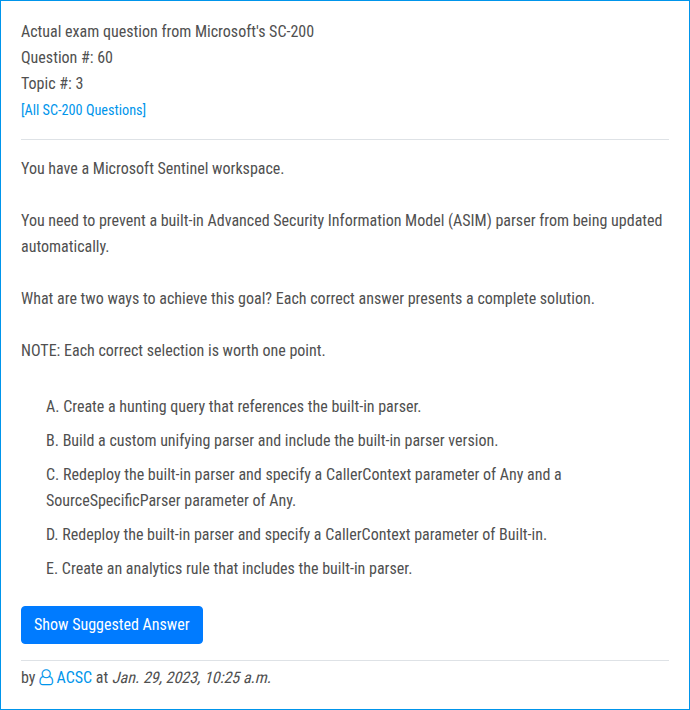 Actual exam question from Microsoft's SC-200
Question #: 60
Topic #: 3
[All SC-200 Questions]
You have a Microsoft Sentinel workspace.
You need to prevent a built-in Advanced Security Information Model (ASIM) parser from being updated
automatically.
What are two ways to achieve this goal? Each correct answer presents a complete solution.
NOTE: Each correct selection is worth one point.
A. Create a hunting query that references the built-in parser.
B. Build a custom unifying parser and include the built-in parser version.
C. Redeploy the built-in parser and specify a CallerContext parameter of Any and a
SourceSpecificParser parameter of Any.
D. Redeploy the built-in parser and specify a CallerContext parameter of Built-in.
E. Create an analytics rule that includes the built-in parser.
Show Suggested Answer
by ACSC at Jan. 29, 2023, 10:25 a.m.